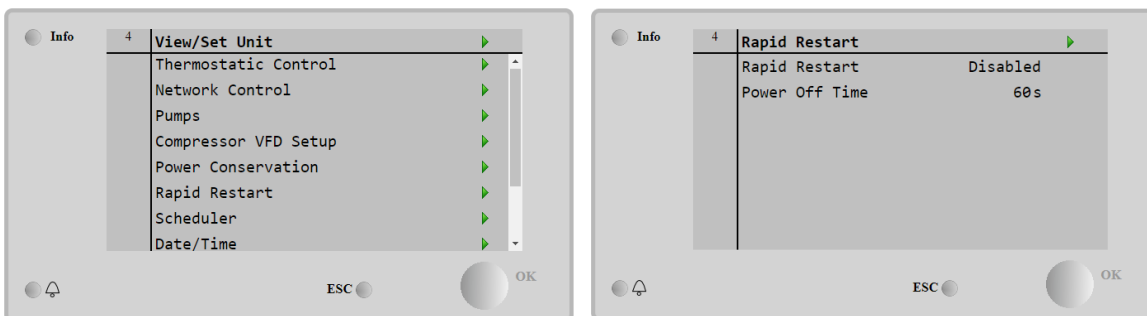 Info
4 View/Set Unit
Thermostatic Control
Network Control
Pumps
Compressor VFD Setup
Power Conservation
Rapid Restart
Scheduler
Date/Time
ESC
OK
Info
4 Rapid Restart
Rapid Restart Disabled
Power Off Time 60s
ESC
OK